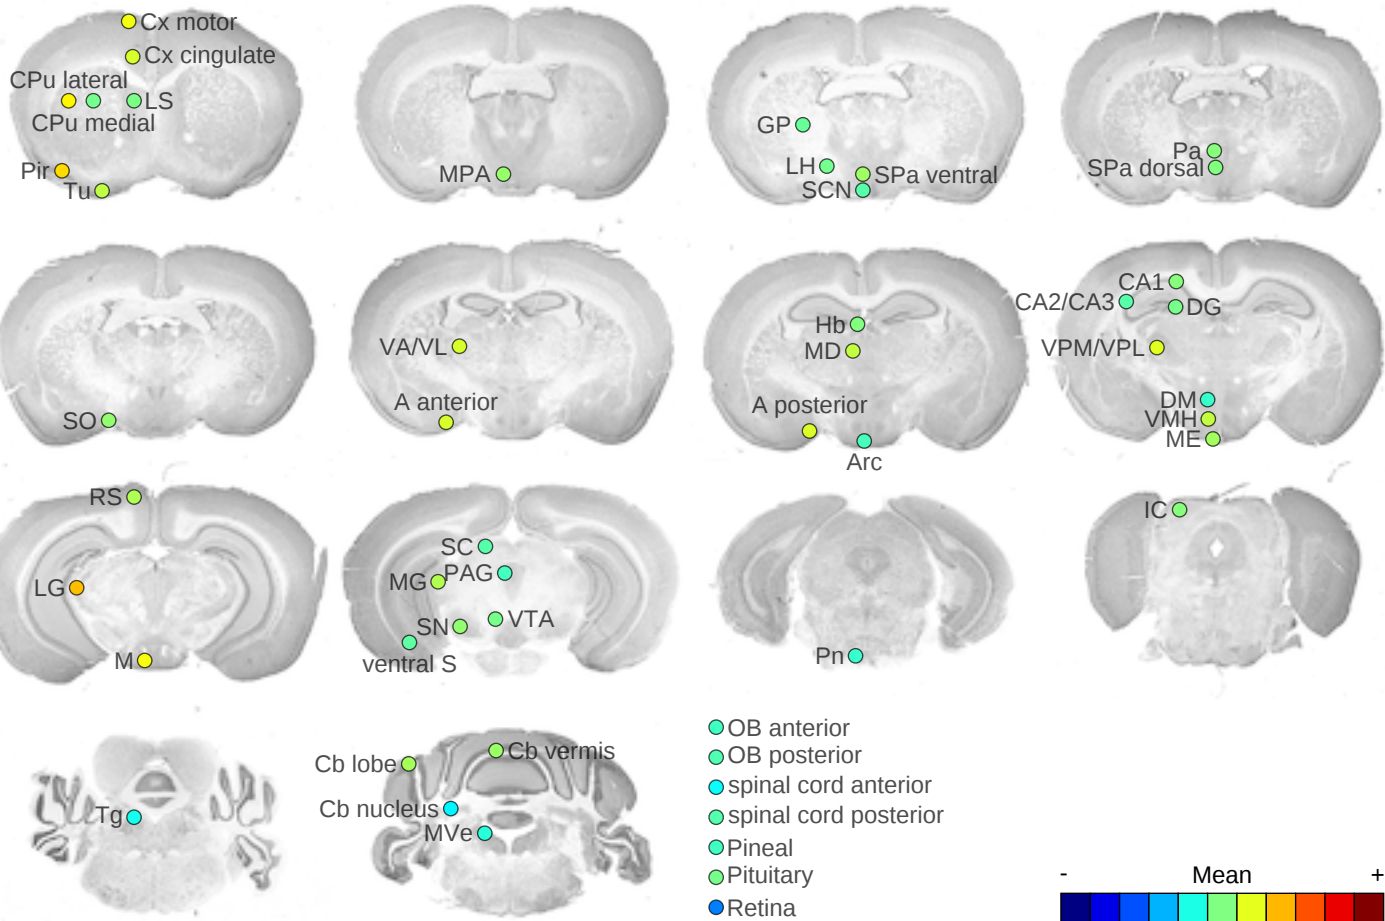 Cx motor
Cx cingulate
CPu lateral
LS
CPu medial
Pir
Tu
MPA
GP
LH
SPa ventral
SCN
Pa
SPa dorsal
SO
VA/VL
A anterior
Hb
MD
A posterior
Arc
CA1
CA2/CA3
DG
VPM/VPL
DM
VMH
ME
RS
LG
M
SC
PAG
MG
VTA
SN
ventral S
Pn
IC
Tg
Cb lobe
Cb vermis
Cb nucleus
MVe
OB anterior
OB posterior
spinal cord anterior
spinal cord posterior
Pineal
Pituitary
Retina
- Mean +